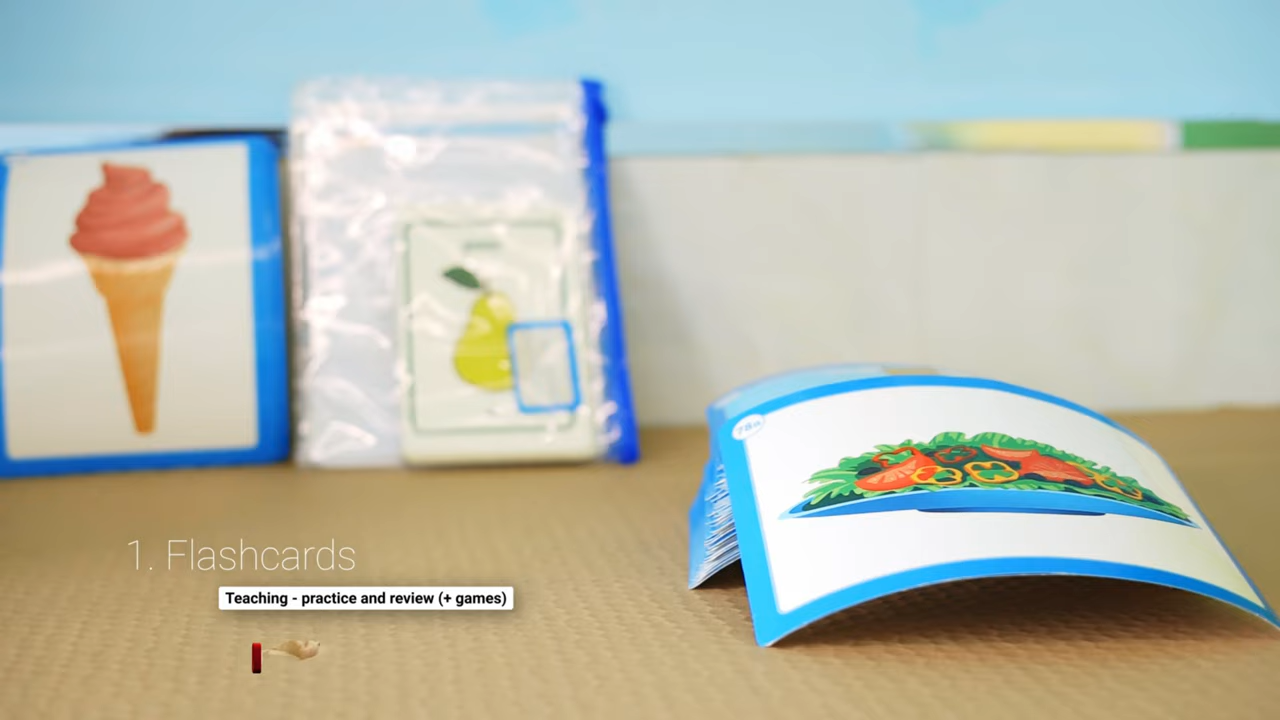 1. Flashcards
Teaching - practice and review (+ games)